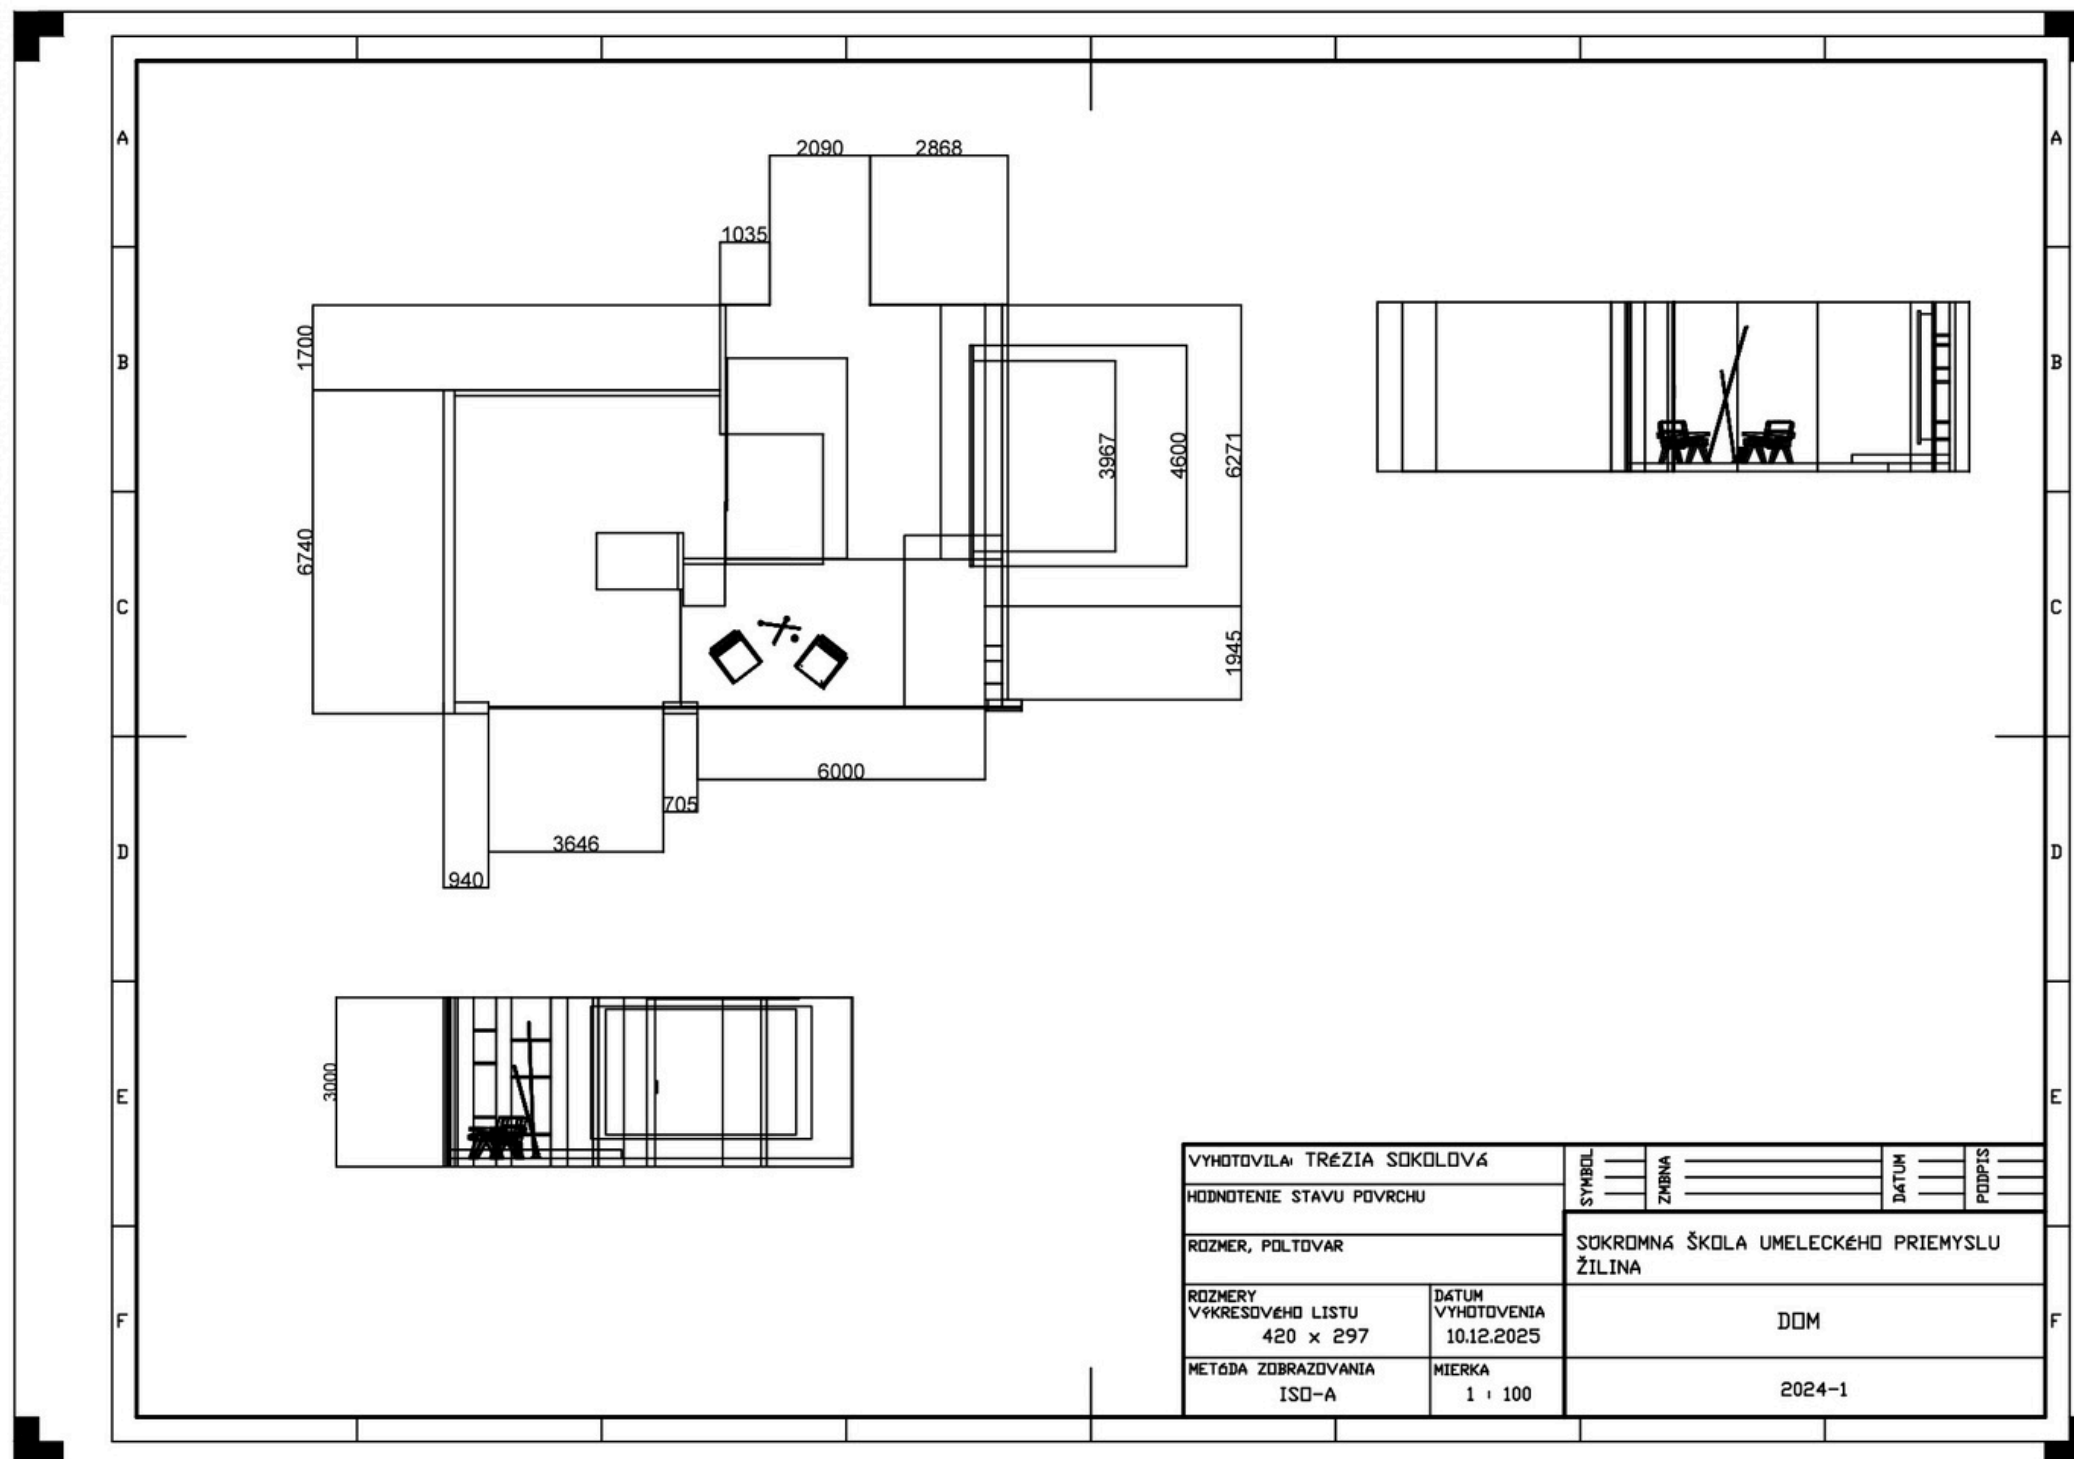 A
A
2090
2868
1035
1700
B
B
3967
4600
6271
6740
C
C
1945
6000
705
3646
D
D
940
3000
E
E
VYHOTOVILA: TRÉZIA SOKOLOVÁ
SYMBOL
ZMBNA
DÁTUM
PODPIS
HODNOTENIE STAVU POVRCHU
ROZMER, POLTOVAR
SÚKROMNÁ ŠKOLA UMELECKÉHO PRIEMYSLU
ŽILINA
ROZMERY
VÝKRESOVÉHO LISTU
420 x 297
DÁTUM
VYHOTOVENIA
10.12.2025
DOM
F
F
METÓDA ZOBRAZOVANIA
ISO-A
MIERKA
1 : 100
2024-1